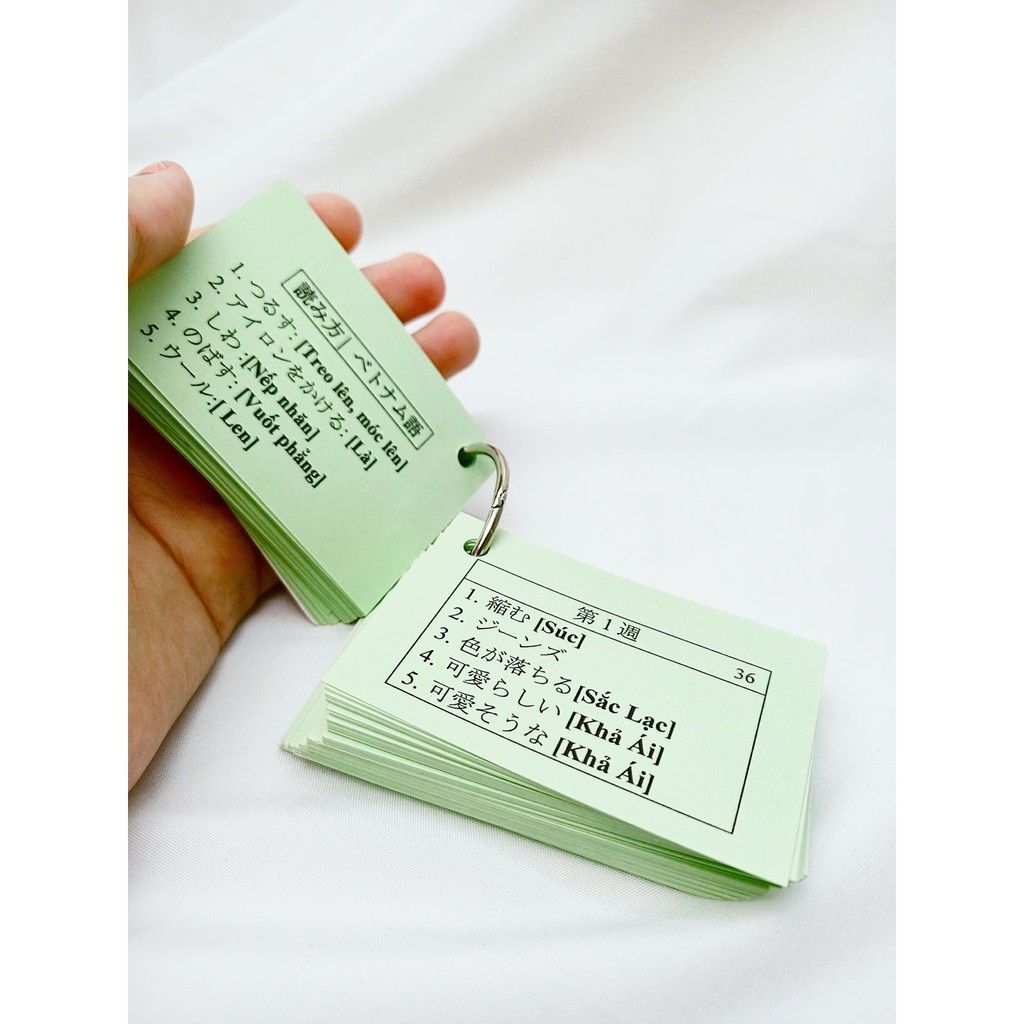 読み方 | ベトナム語
1. つるす: [Treo lên, móc lên]
2. アイロンをかける: [Là]
3. しわ :[Nếp nhăn]
4. のばす: [Vuốt phẳng]
5. ウール:[ Len]
第 1 週
36
1. 縮む [Súc]
2. ジーンズ
3. 色が落ちる[Sắc Lạc]
4. 可愛らしい [Khả Ái]
5. 可愛そうな [Khả Ái]